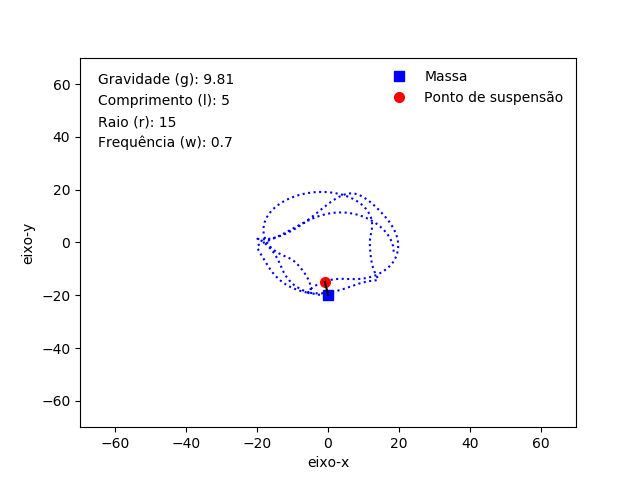 Gravidade (g): 9.81
Comprimento (l): 5
Raio (r): 15
Frequência (w): 0.7
Massa
Ponto de suspensão
60
40
20
0
−20
−40
−60
eixo-y
−60 −40 −20 0 20 40 60
eixo-x